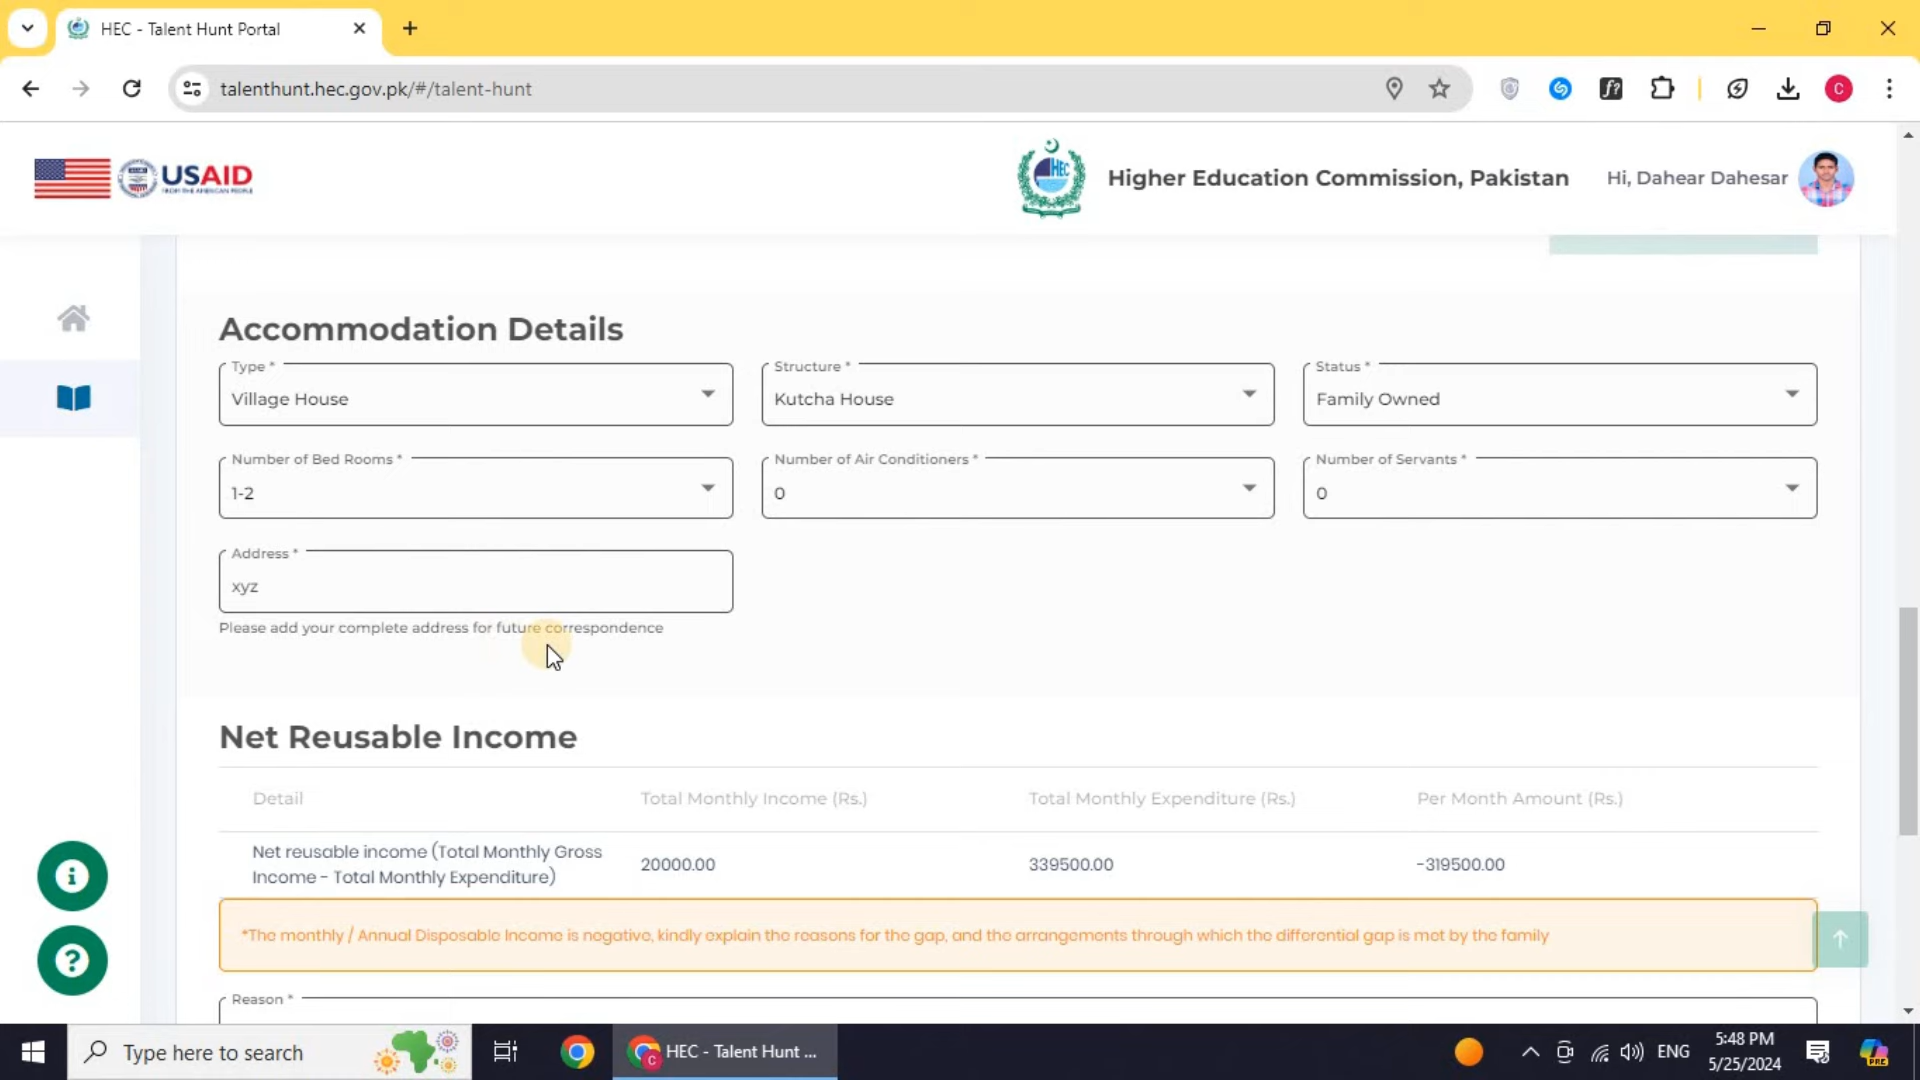 HEC - Talent Hunt Portal
talenthunt.hec.gov.pk/#/talent-hunt
f?
C
USAID
FROM THE AMERICAN PEOPLE
HEC
Higher Education Commission, Pakistan
Hi, Dahear Dahesar
Accommodation Details
Type *
Structure *
Status *
Village House
Kutcha House
Family Owned
Number of Bed Rooms *
Number of Air Conditioners *
Number of Servants *
1-2
0
0
Address *
xyz
Please add your complete address for future correspondence
Net Reusable Income
Detail
Total Monthly Income (Rs.)
Total Monthly Expenditure (Rs.)
Per Month Amount (Rs.)
Net reusable income (Total Monthly Gross
Income - Total Monthly Expenditure)
20000.00
339500.00
-319500.00
*The monthly / Annual Disposable Income is negative, kindly explain the reasons for the gap, and the arrangements through which the differential gap is met by the family
Reason *
Type here to search
C
HEC - Talent Hunt ...
ENG
5:48 PM
5/25/2024
PRE